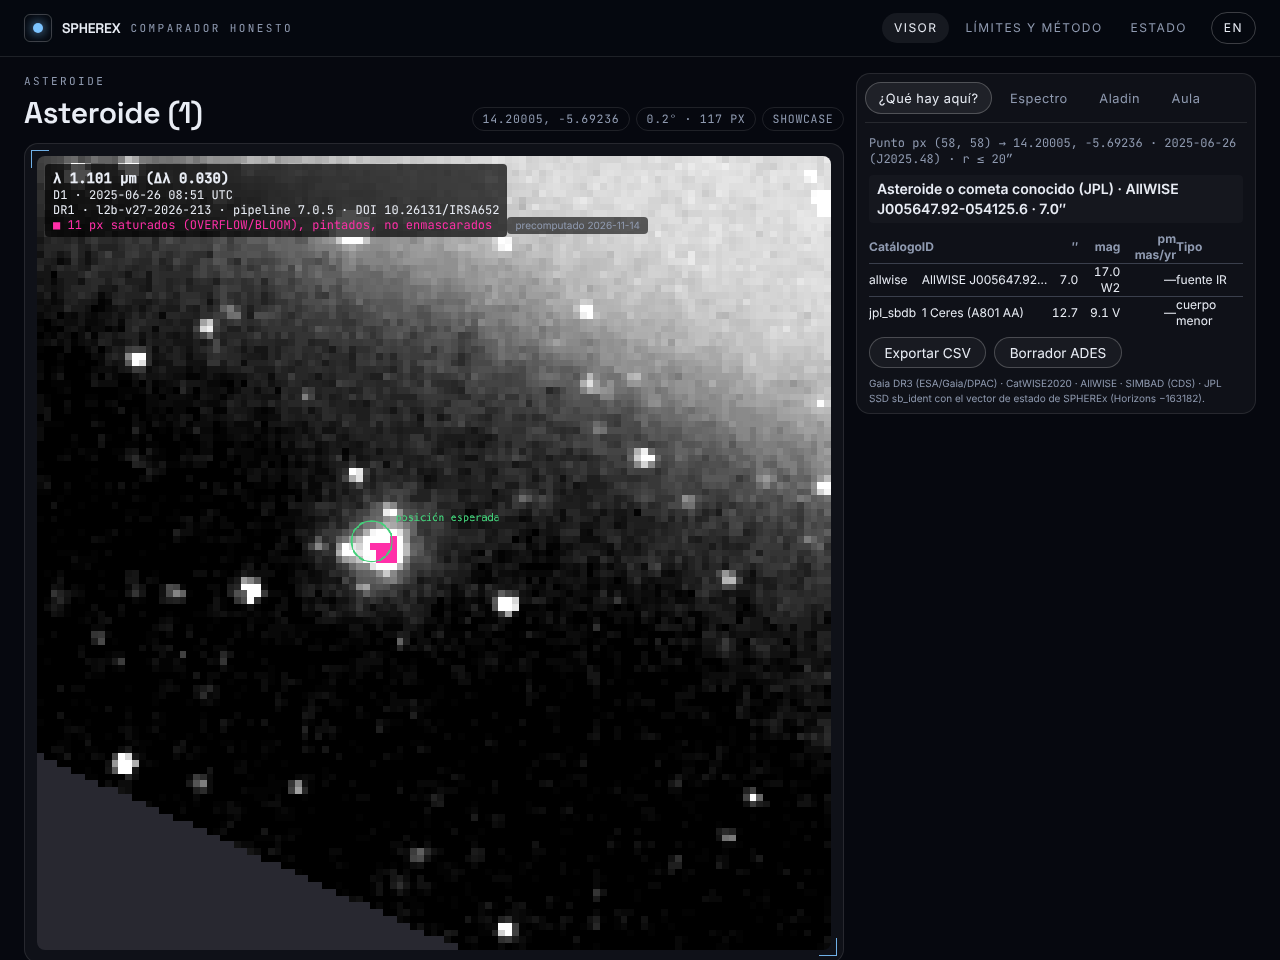 SPHEREX COMPARADOR HONESTO
VISOR LÍMITES Y MÉTODO ESTADO EN
ASTEROIDE
Asteroide (1)
14.20005, -5.69236 0.2° · 117 PX SHOWCASE
λ 1.101 µm (Δλ 0.030)
D1 · 2025-06-26 08:51 UTC
DR1 · l2b-v27-2026-213 · pipeline 7.0.5 · DOI 10.26131/IRSA652
■ 11 px saturados (OVERFLOW/BLOOM), pintados, no enmascarados
precomputado 2026-11-14
posición esperada
¿Qué hay aquí? Espectro Aladin Aula
Punto px (58, 58) → 14.20005, -5.69236 · 2025-06-26
(J2025.48) · r ≤ 20″
Asteroide o cometa conocido (JPL) · AllWISE
J005647.92-054125.6 · 7.0″
Catálogo ID ″ mag pm mas/yr Tipo
allwise AllWISE J005647.92… 7.0 17.0 W2 — fuente IR
jpl_sbdb 1 Ceres (A801 AA) 12.7 9.1 V — cuerpo menor
Exportar CSV Borrador ADES
Gaia DR3 (ESA/Gaia/DPAC) · CatWISE2020 · AllWISE · SIMBAD (CDS) · JPL
SSD sb_ident con el vector de estado de SPHEREx (Horizons −163182).